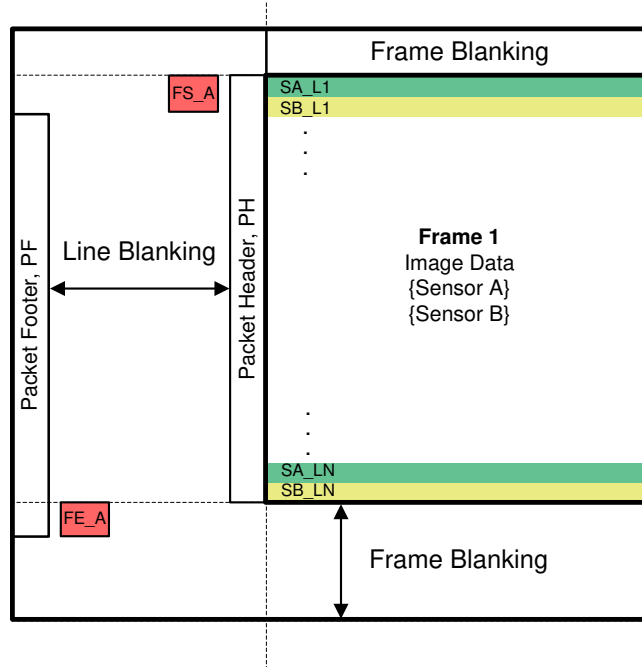 Frame Blanking
FS_A
SA_L1
SB_L1
.
.
.
Packet Footer, PF
Line Blanking
Packet Header, PH
Frame 1
Image Data
{Sensor A}
{Sensor B}
.
.
.
SA_LN
SB_LN
FE_A
Frame Blanking